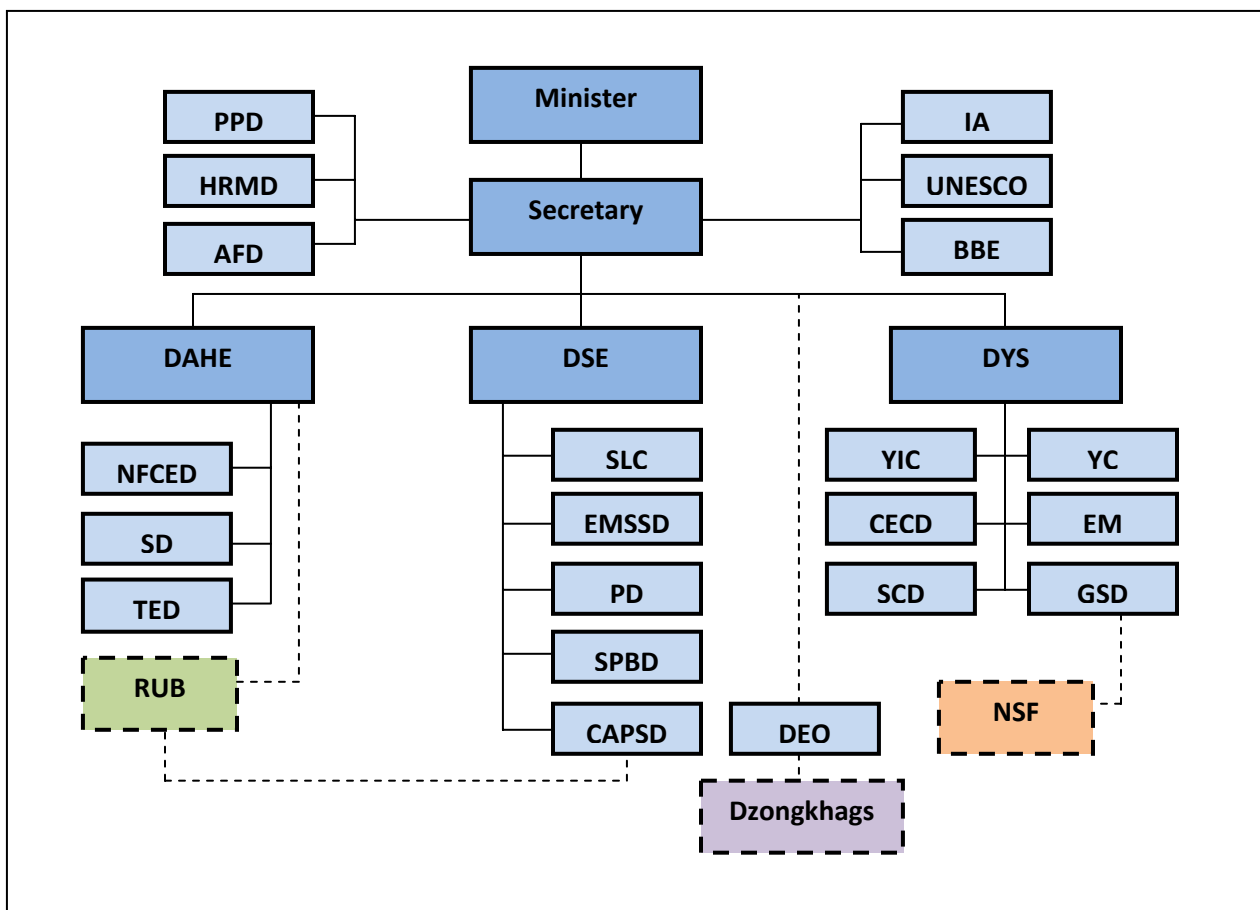 Minister
PPD
IA
HRMD
UNESCO
Secretary
AFD
BBE
DAHE
DSE
DYS
NFCED
SLC
YIC
YC
EMSSD
CECD
EM
SD
PD
SCD
GSD
TED
SPBD
RUB
NSF
CAPSD
DEO
Dzongkhags